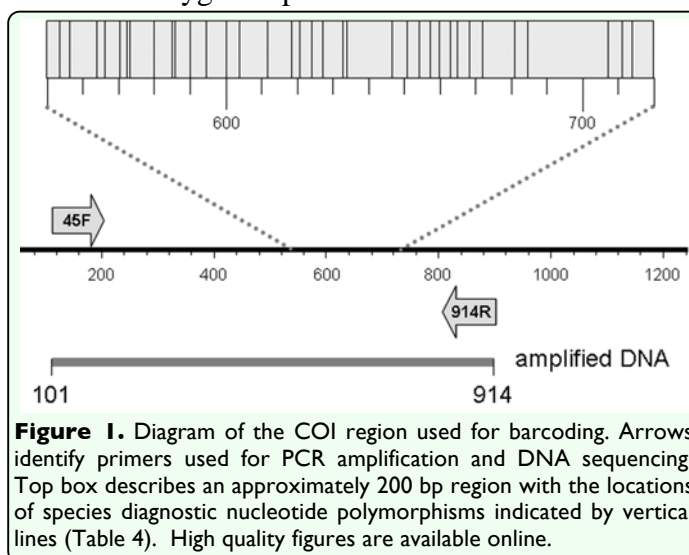 600
700
45F
200
400
600
800
1000
1200
914R
amplified DNA
101
914
Figure 1. Diagram of the COI region used for barcoding. Arrows
identify primers used for PCR amplification and DNA sequencing
Top box describes an approximately 200 bp region with the locations
of species diagnostic nucleotide polymorphisms indicated by vertica
lines (Table 4). High quality figures are available online.